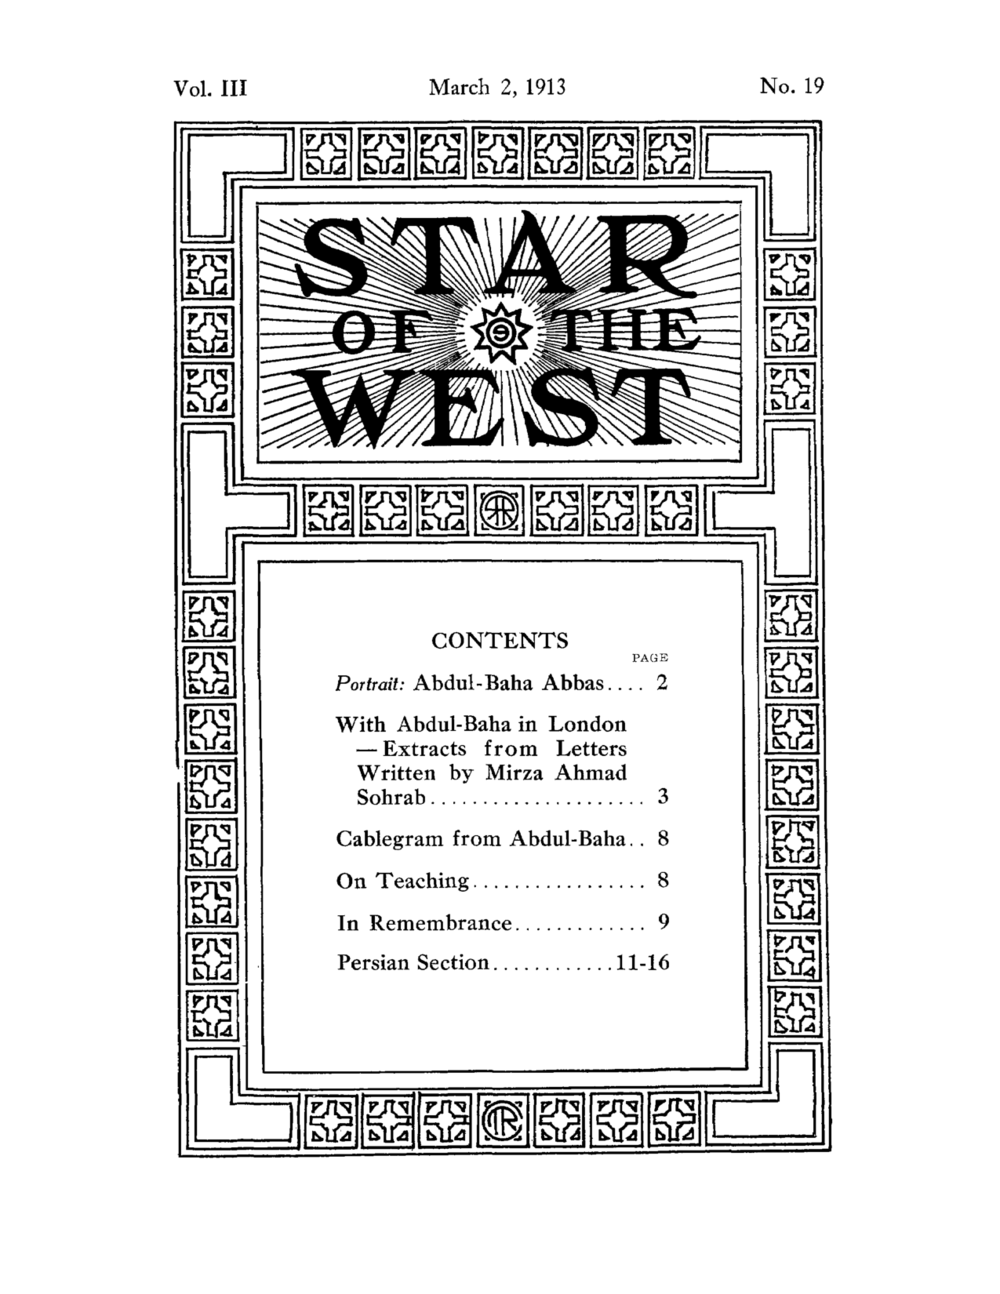 Vol. III March 2, 1913 No. 19
STAR
OF THE
WEST
CONTENTS
PAGE
Portrait: Abdul-Baha Abbas.... 2
With Abdul-Baha in London
— Extracts from Letters
Written by Mirza Ahmad
Sohrab..................... 3
Cablegram from Abdul-Baha.. 8
On Teaching................. 8
In Remembrance............. 9
Persian Section............11-16